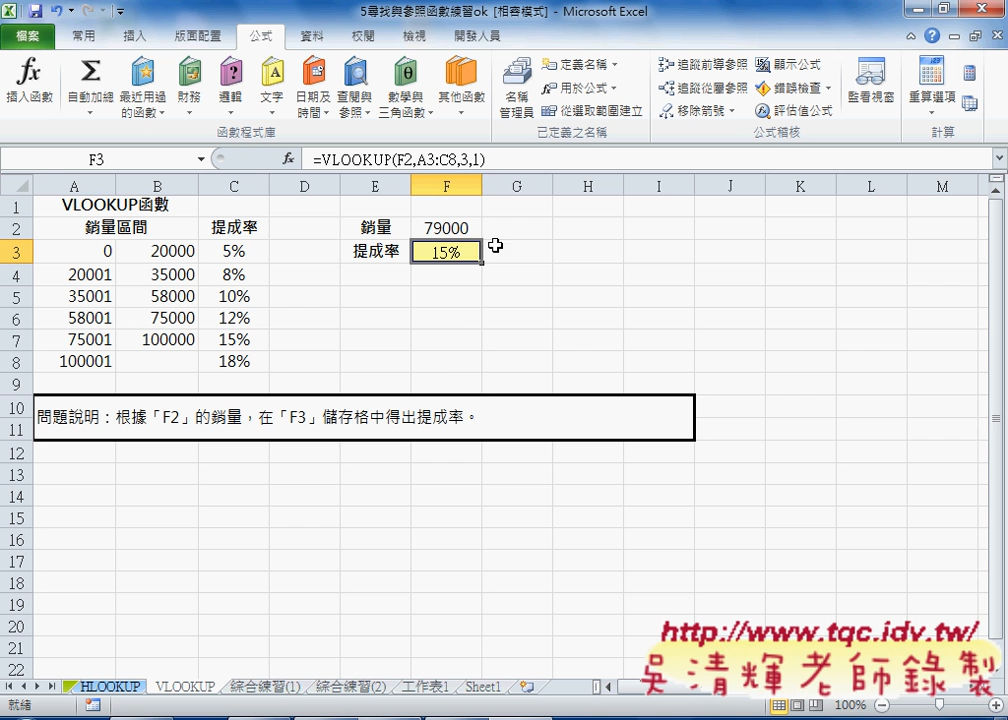 5尋找與參照函數練習ok [相容模式] - Microsoft Excel
檔案 常用 插入 版面配置 公式 資料 校閱 檢視 開發人員
插入函數 自動加總 最近用過的函數 財務 邏輯 文字 日期及時間 查閱與參照 數學與三角函數 其他函數
函數程式庫
名稱管理員 定義名稱 用於公式 從選取範圍建立
已定義之名稱
追蹤前導參照 追蹤從屬參照 移除箭號 顯示公式 錯誤檢查 評估值公式
公式稽核
監看視窗 重算選項
計算
F3 fx =VLOOKUP(F2,A3:C8,3,1)
A B C D E F G H I J K L M
1 VLOOKUP函數
2 銷量區間 提成率 銷量 79000
3 0 20000 5% 提成率 15%
4 20001 35000 8%
5 35001 58000 10%
6 58001 75000 12%
7 75001 100000 15%
8 100001 18%
9
10 問題說明：根據「F2」的銷量，在「F3」儲存格中得出提成率。
11
12
13
14
15
16
17
18
19
20
21
22
http://www.tqc.idv.tw/
吳清輝老師錄製
HLOOKUP VLOOKUP 綜合練習(1) 綜合練習(2) 工作表1 Sheet1
就緒 100%